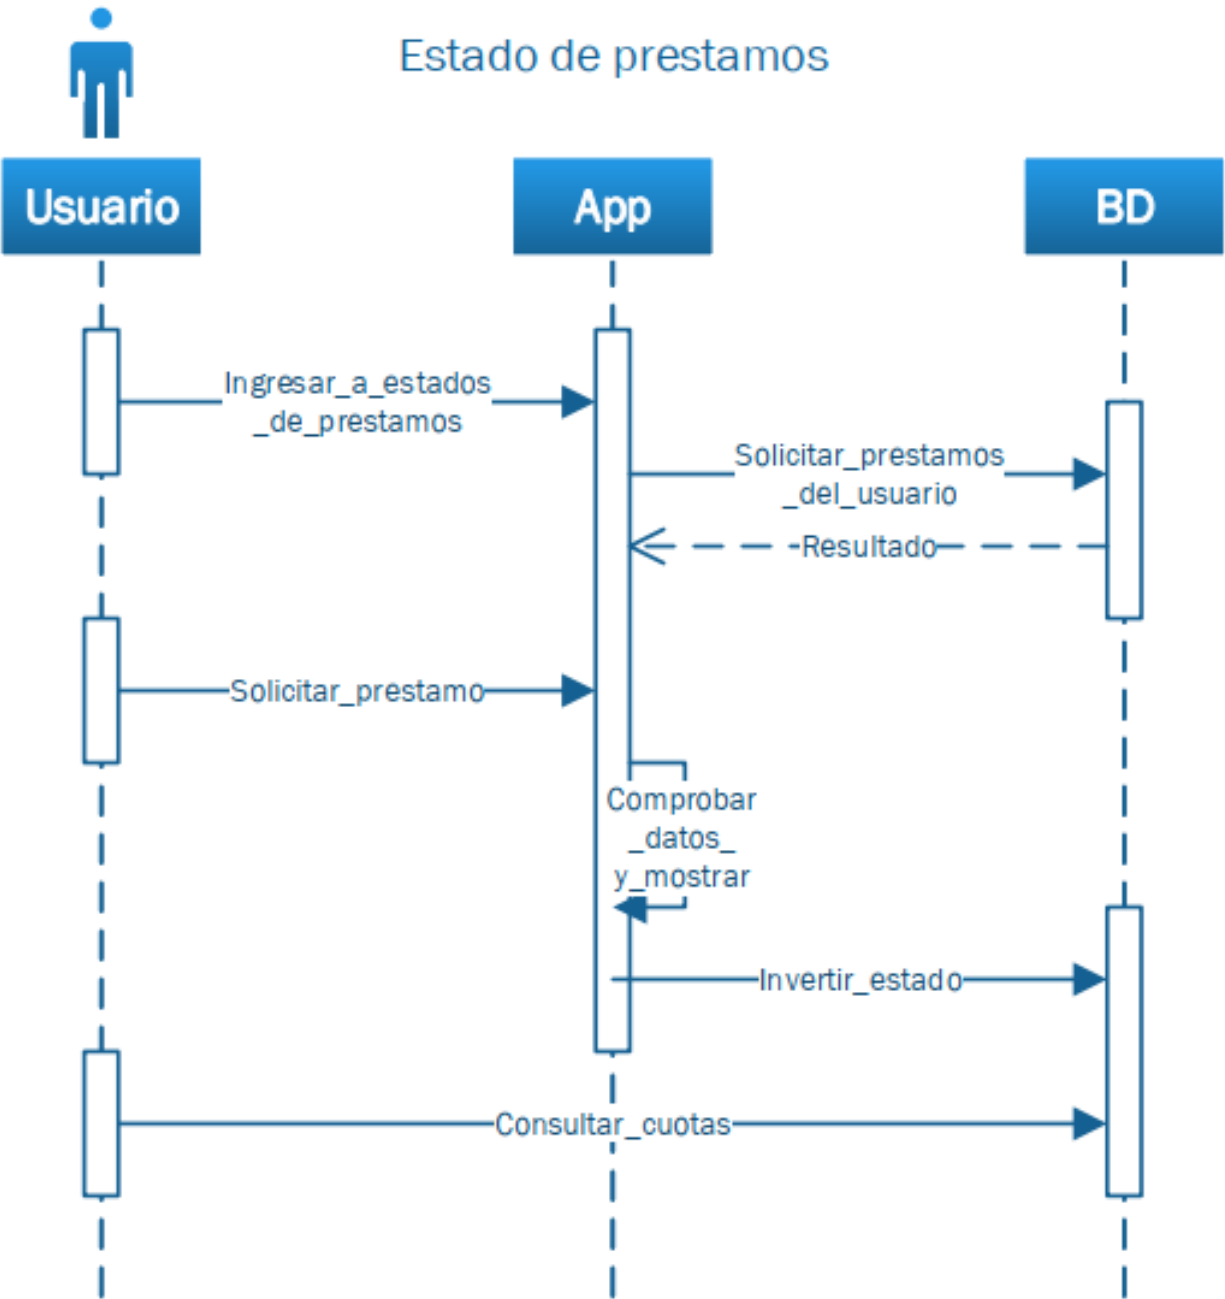 Estado de prestamos
Usuario
App
BD
Ingresar_a_estados
_de_prestamos
Solicitar_prestamos
_del_usuario
Resultado
Solicitar_prestamo
Comprobar
_datos_
y_mostrar
Invertir_estado
Consultar_cuotas